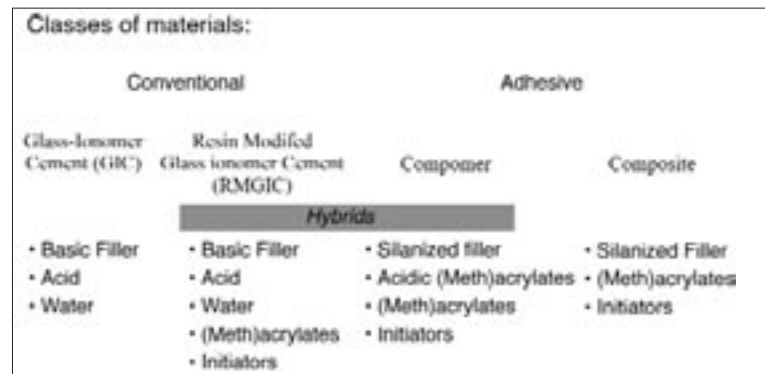 Classes of materials:
Conventional Adhesive
Glass-Ionomer Cement (GIC)
Resin Modifed Glass ionomer Cement (RMGIC)
Compomer
Composite
Hybrids
• Basic Filler
• Acid
• Water
• Basic Filler
• Acid
• Water
• (Meth)acrylates
• Initiators
• Silanized filler
• Acidic (Meth)acrylates
• (Meth)acrylates
• Initiators
• Silanized Filler
• (Meth)acrylates
• Initiators